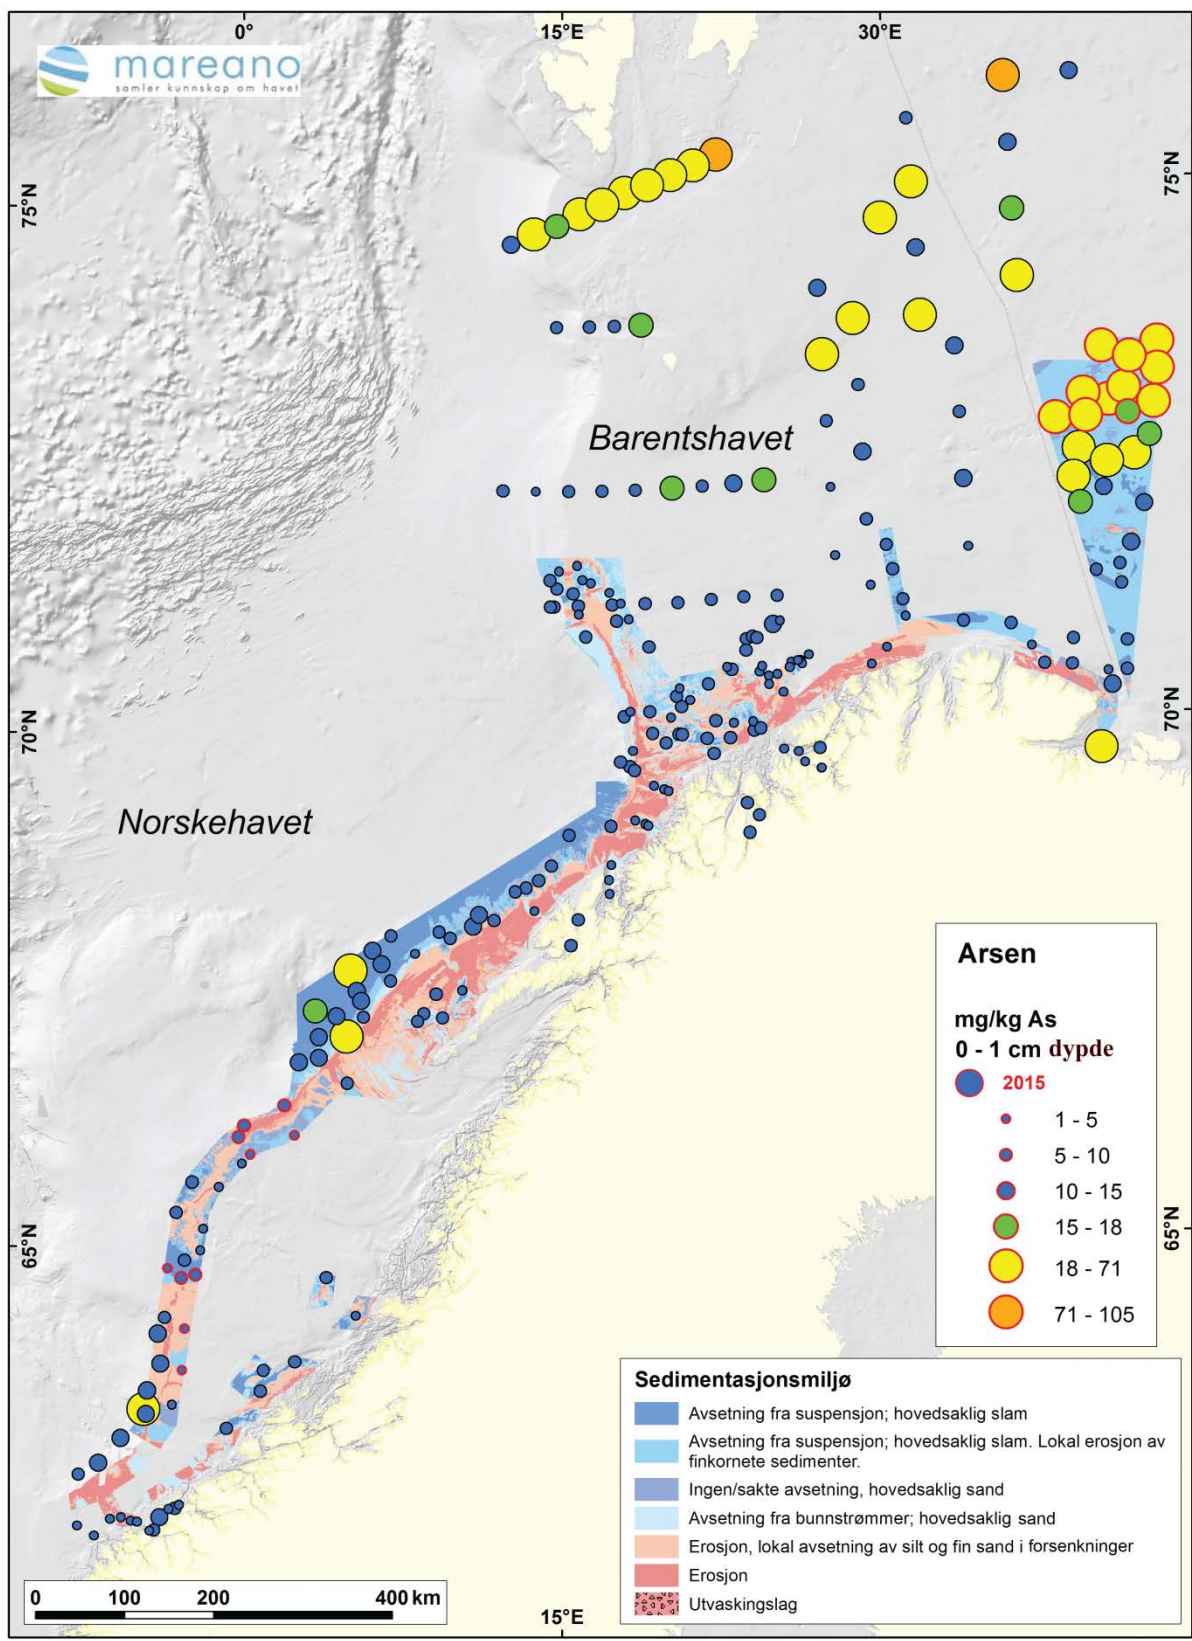 0°
15°E
30°E
mareano
samler kunnskap om havet
75°N
75°N
Barentshavet
70°N
70°N
Norskehavet
Arsen
mg/kg As
0 - 1 cm dypde
2015
1 - 5
5 - 10
10 - 15
15 - 18
18 - 71
71 - 105
65°N
65°N
Sedimentasjonsmiljø
Avsetning fra suspensjon; hovedsaklig slam
Avsetning fra suspensjon; hovedsaklig slam. Lokal erosjon av
finkornete sedimenter.
Ingen/sakte avsetning, hovedsaklig sand
Avsetning fra bunnstrømmer; hovedsaklig sand
Erosjon, lokal avsetning av silt og fin sand i forsenkninger
Erosjon
Utvaskingslag
0 100 200 400 km
15°E